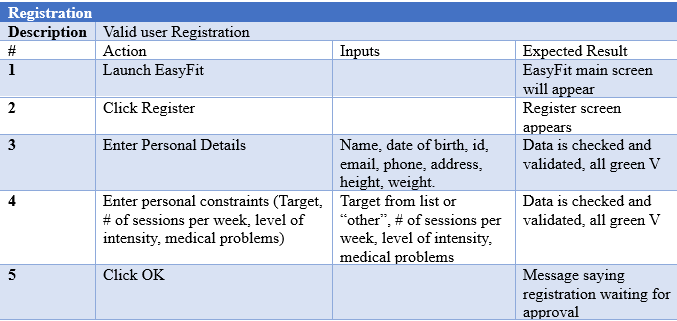 Registration
Description Valid user Registration
# Action Inputs Expected Result
1 Launch EasyFit EasyFit main screen
will appear
2 Click Register Register screen
appears
3 Enter Personal Details Name, date of birth, id, Data is checked and
email, phone, address, validated, all green V
height, weight.
4 Enter personal constraints (Target, Target from list or Data is checked and
# of sessions per week, level of “other”, # of sessions per validated, all green V
intensity, medical problems) week, level of intensity,
medical problems
5 Click OK Message saying
registration waiting for
approval